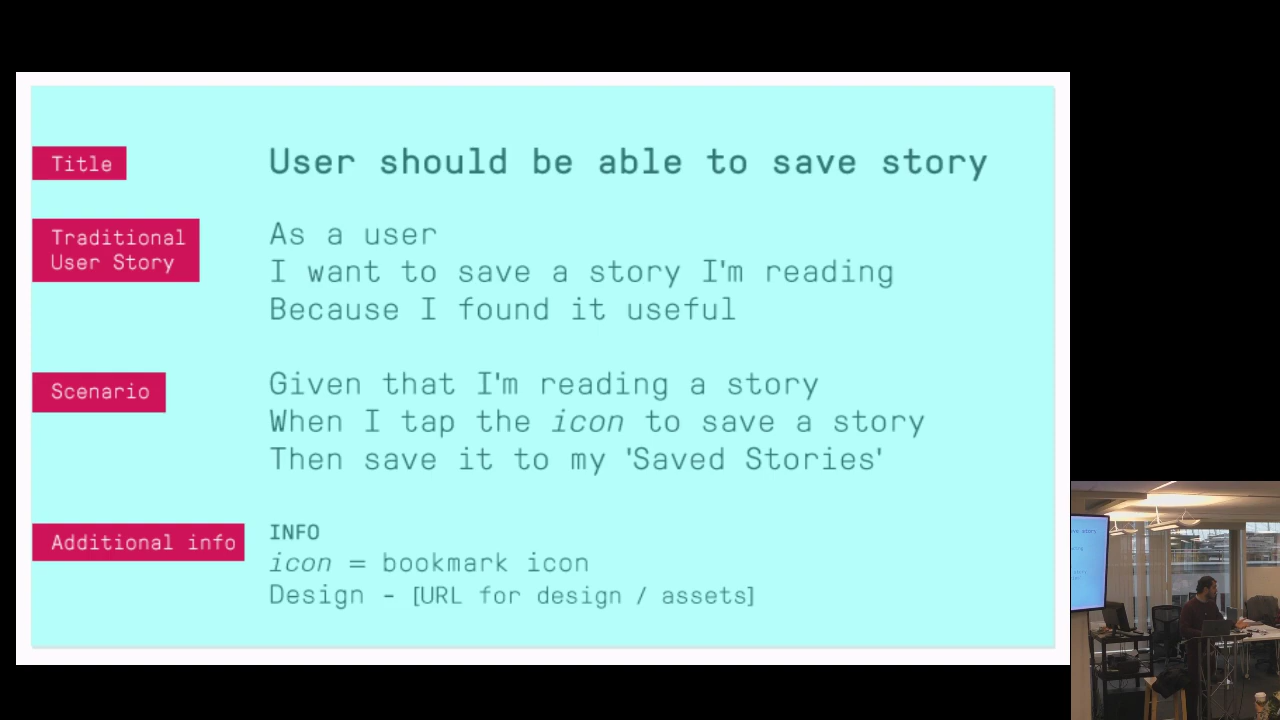 Title
User should be able to save story
Traditional
User Story
As a user
I want to save a story I'm reading
Because I found it useful
Scenario
Given that I'm reading a story
When I tap the icon to save a story
Then save it to my 'Saved Stories'
Additional info
INFO
icon = bookmark icon
Design - [URL for design / assets]